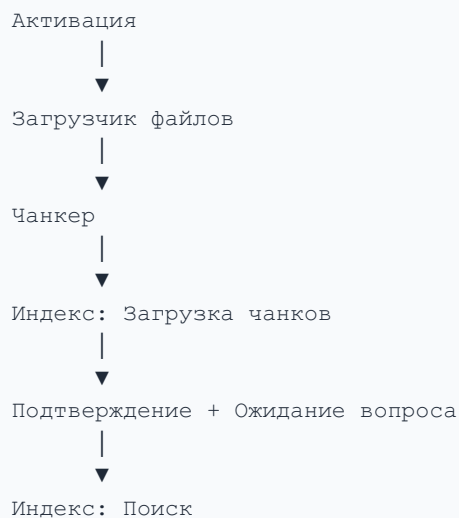 Активация
Загрузчик файлов
Чанкер
Индекс: Загрузка чанков
Подтверждение + Ожидание вопроса
Индекс: Поиск